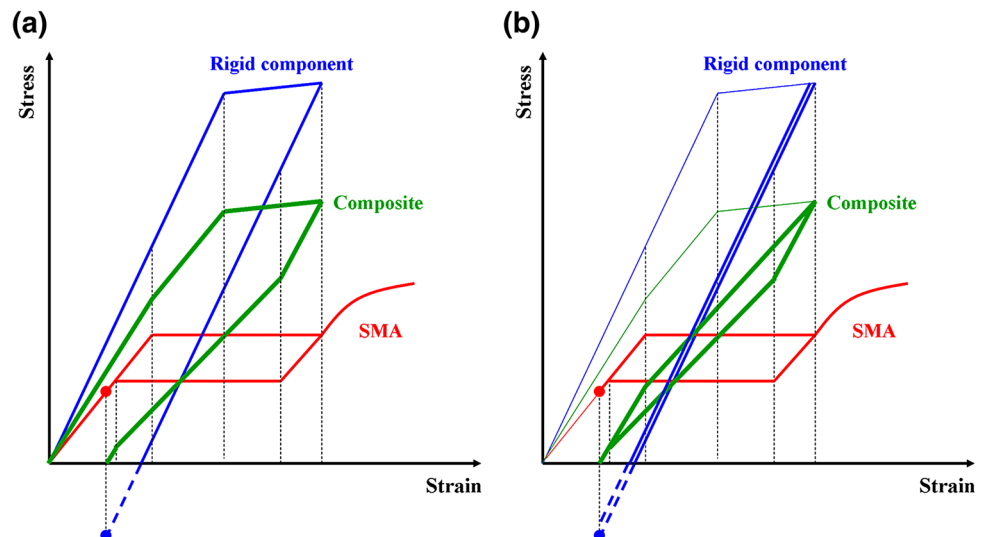 (a)
Stress
Rigid component
Composite
SMA
Strain
(b)
Stress
Rigid component
Composite
SMA
Strain